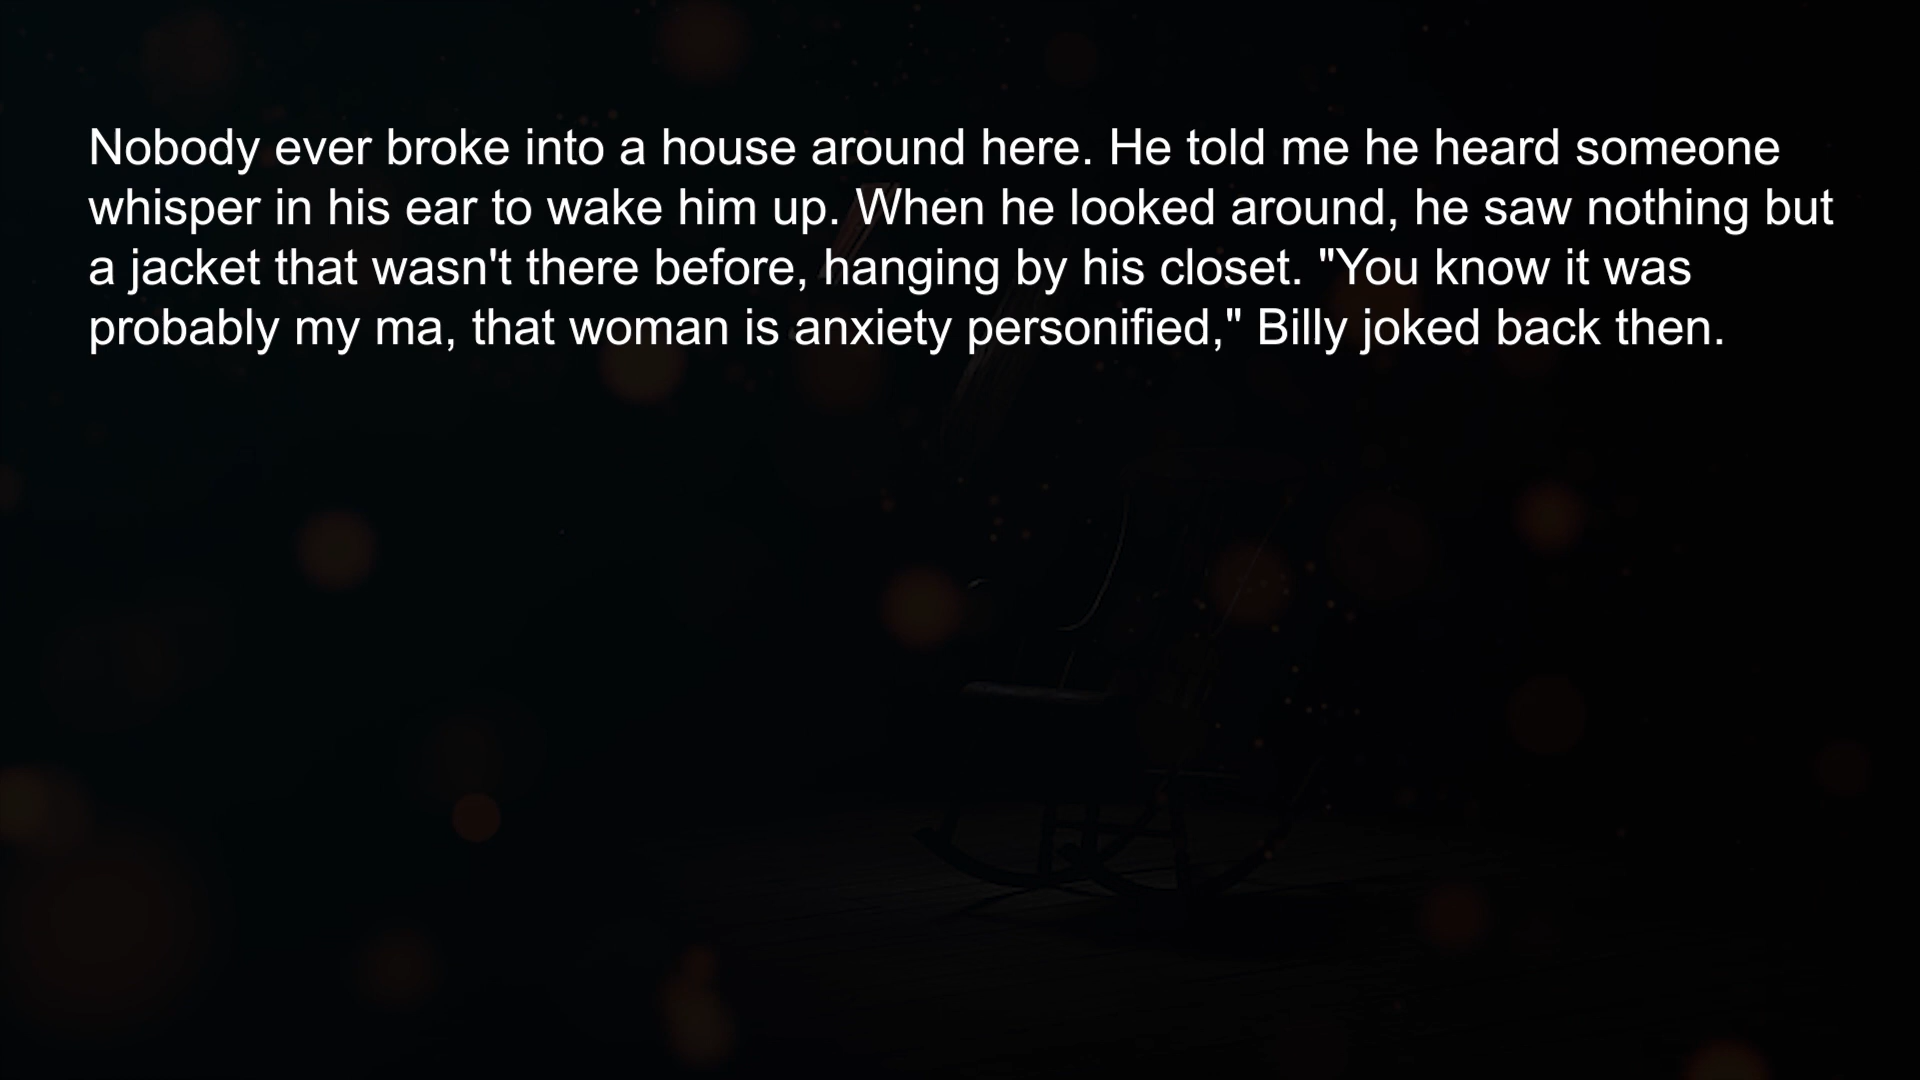 Nobody ever broke into a house around here. He told me he heard someone
whisper in his ear to wake him up. When he looked around, he saw nothing but
a jacket that wasn't there before, hanging by his closet. "You know it was
probably my ma, that woman is anxiety personified," Billy joked back then.